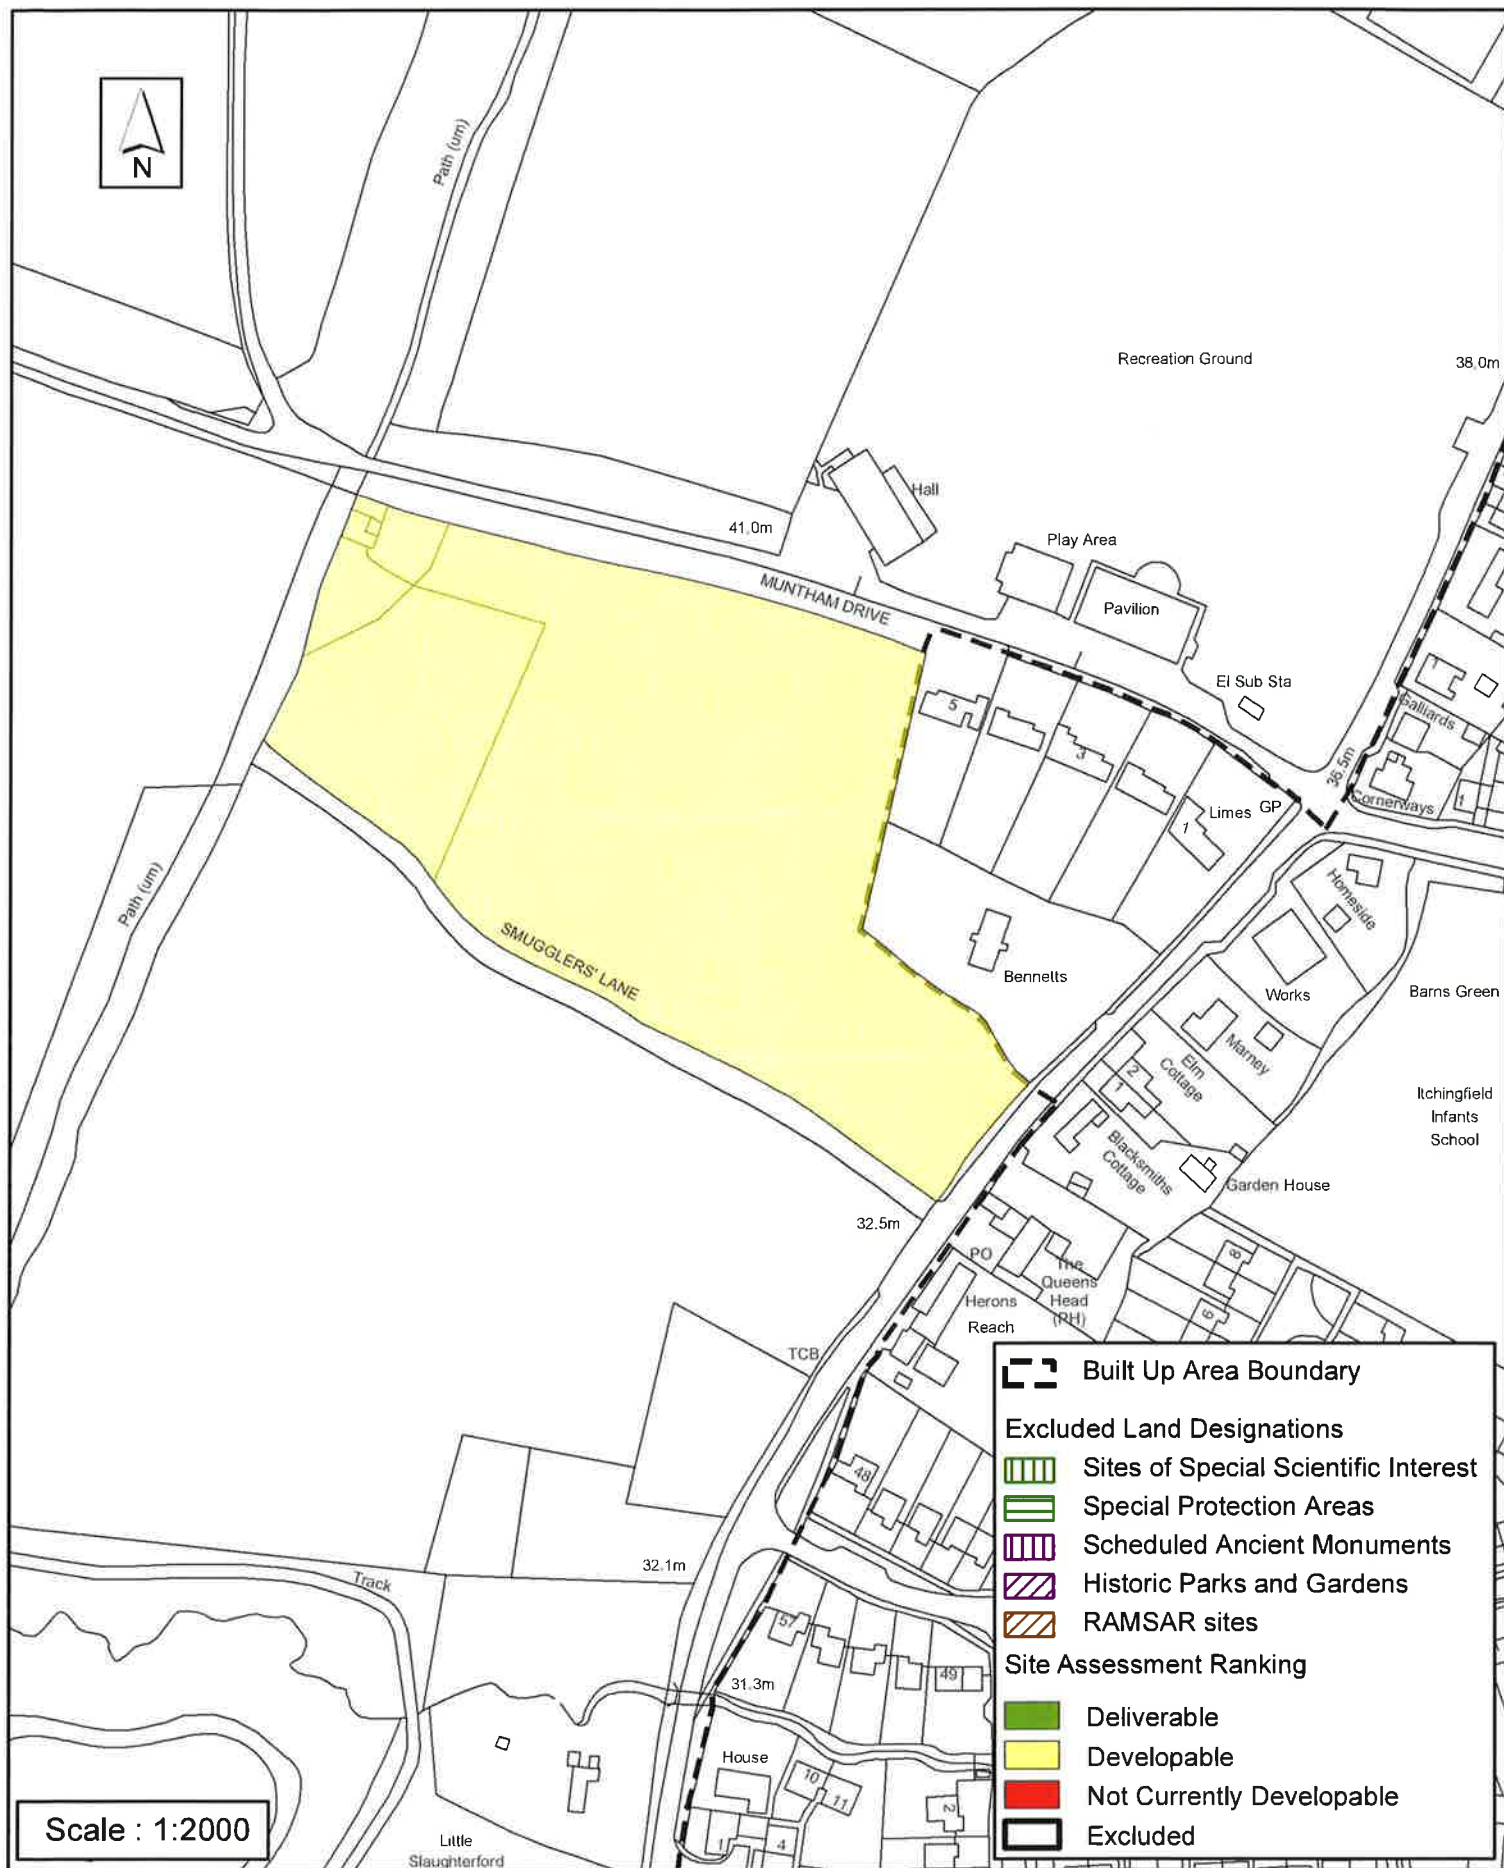 N
Path (um)
Recreation Ground
38.0m
Hall
41.0m
Play Area
MUNTHAM DRIVE
Pavilion
El Sub Sta
5
3
1
Limes
GP
36.5m
Galliards
Cornerways
1
Homeside
Path (um)
SMUGGLERS' LANE
Bennetts
Works
Barns Green
Marney
Elm
Cottage
2
1
Itchingfield
Infants
School
Blacksmiths
Cottage
Garden House
32.5m
PO
The
Queens
Head
(PH)
8
6
Herons
Reach
TCB
48
32.1m
Track
57
49
31.3m
House
10
11
2
1
4
Little
Slaughterford
Scale : 1:2000
Built Up Area Boundary
Excluded Land Designations
Sites of Special Scientific Interest
Special Protection Areas
Scheduled Ancient Monuments
Historic Parks and Gardens
RAMSAR sites
Site Assessment Ranking
Deliverable
Developable
Not Currently Developable
Excluded